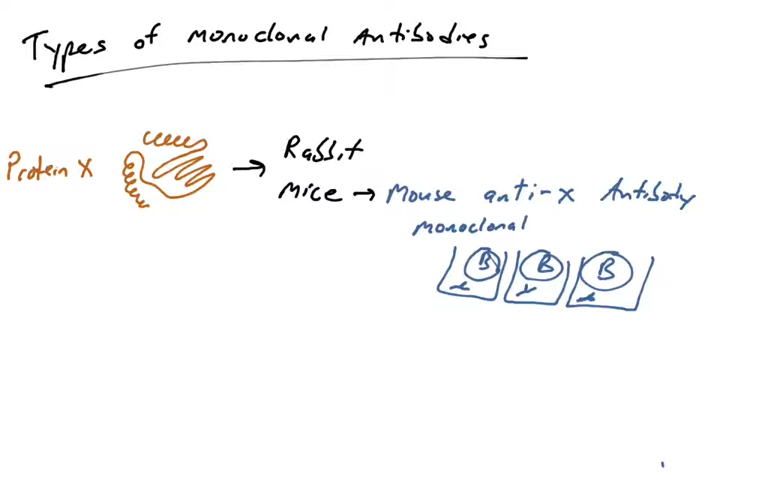 Types of Monoclonal Antibodies
Rabbit
Protein X
Mice → Mouse anti-x Antibody
monoclonal
B B B